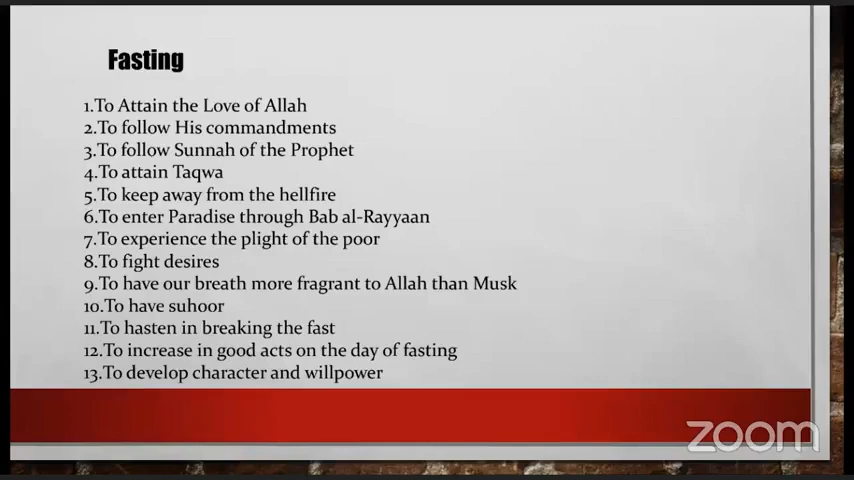 Fasting
1.To Attain the Love of Allah
2.To follow His commandments
3.To follow Sunnah of the Prophet
4.To attain Taqwa
5.To keep away from the hellfire
6.To enter Paradise through Bab al-Rayyaan
7.To experience the plight of the poor
8.To fight desires
9.To have our breath more fragrant to Allah than Musk
10.To have suhoor
11.To hasten in breaking the fast
12.To increase in good acts on the day of fasting
13.To develop character and willpower
zoom